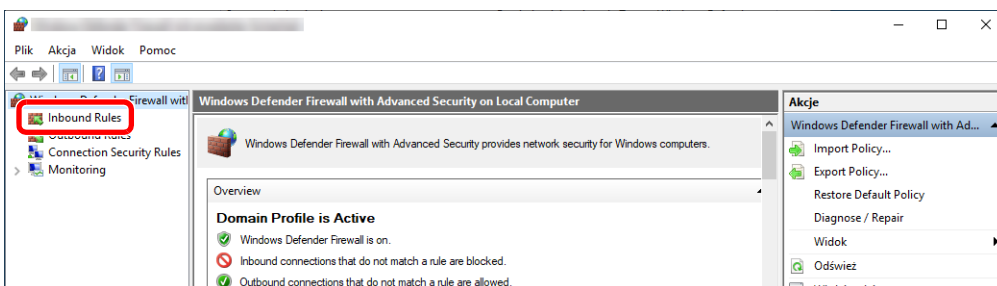 Plik Akcja Widok Pomoc
Firewall with
Inbound Rules
Outbound Rules
Connection Security Rules
Monitoring
Windows Defender Firewall with Advanced Security on Local Computer
Windows Defender Firewall with Advanced Security provides network security for Windows computers.
Overview
Domain Profile is Active
Windows Defender Firewall is on.
Inbound connections that do not match a rule are blocked.
Outbound connections that do not match a rule are allowed.
Akcje
Windows Defender Firewall with Ad...
Import Policy...
Export Policy...
Restore Default Policy
Diagnose / Repair
Widok
Odśwież